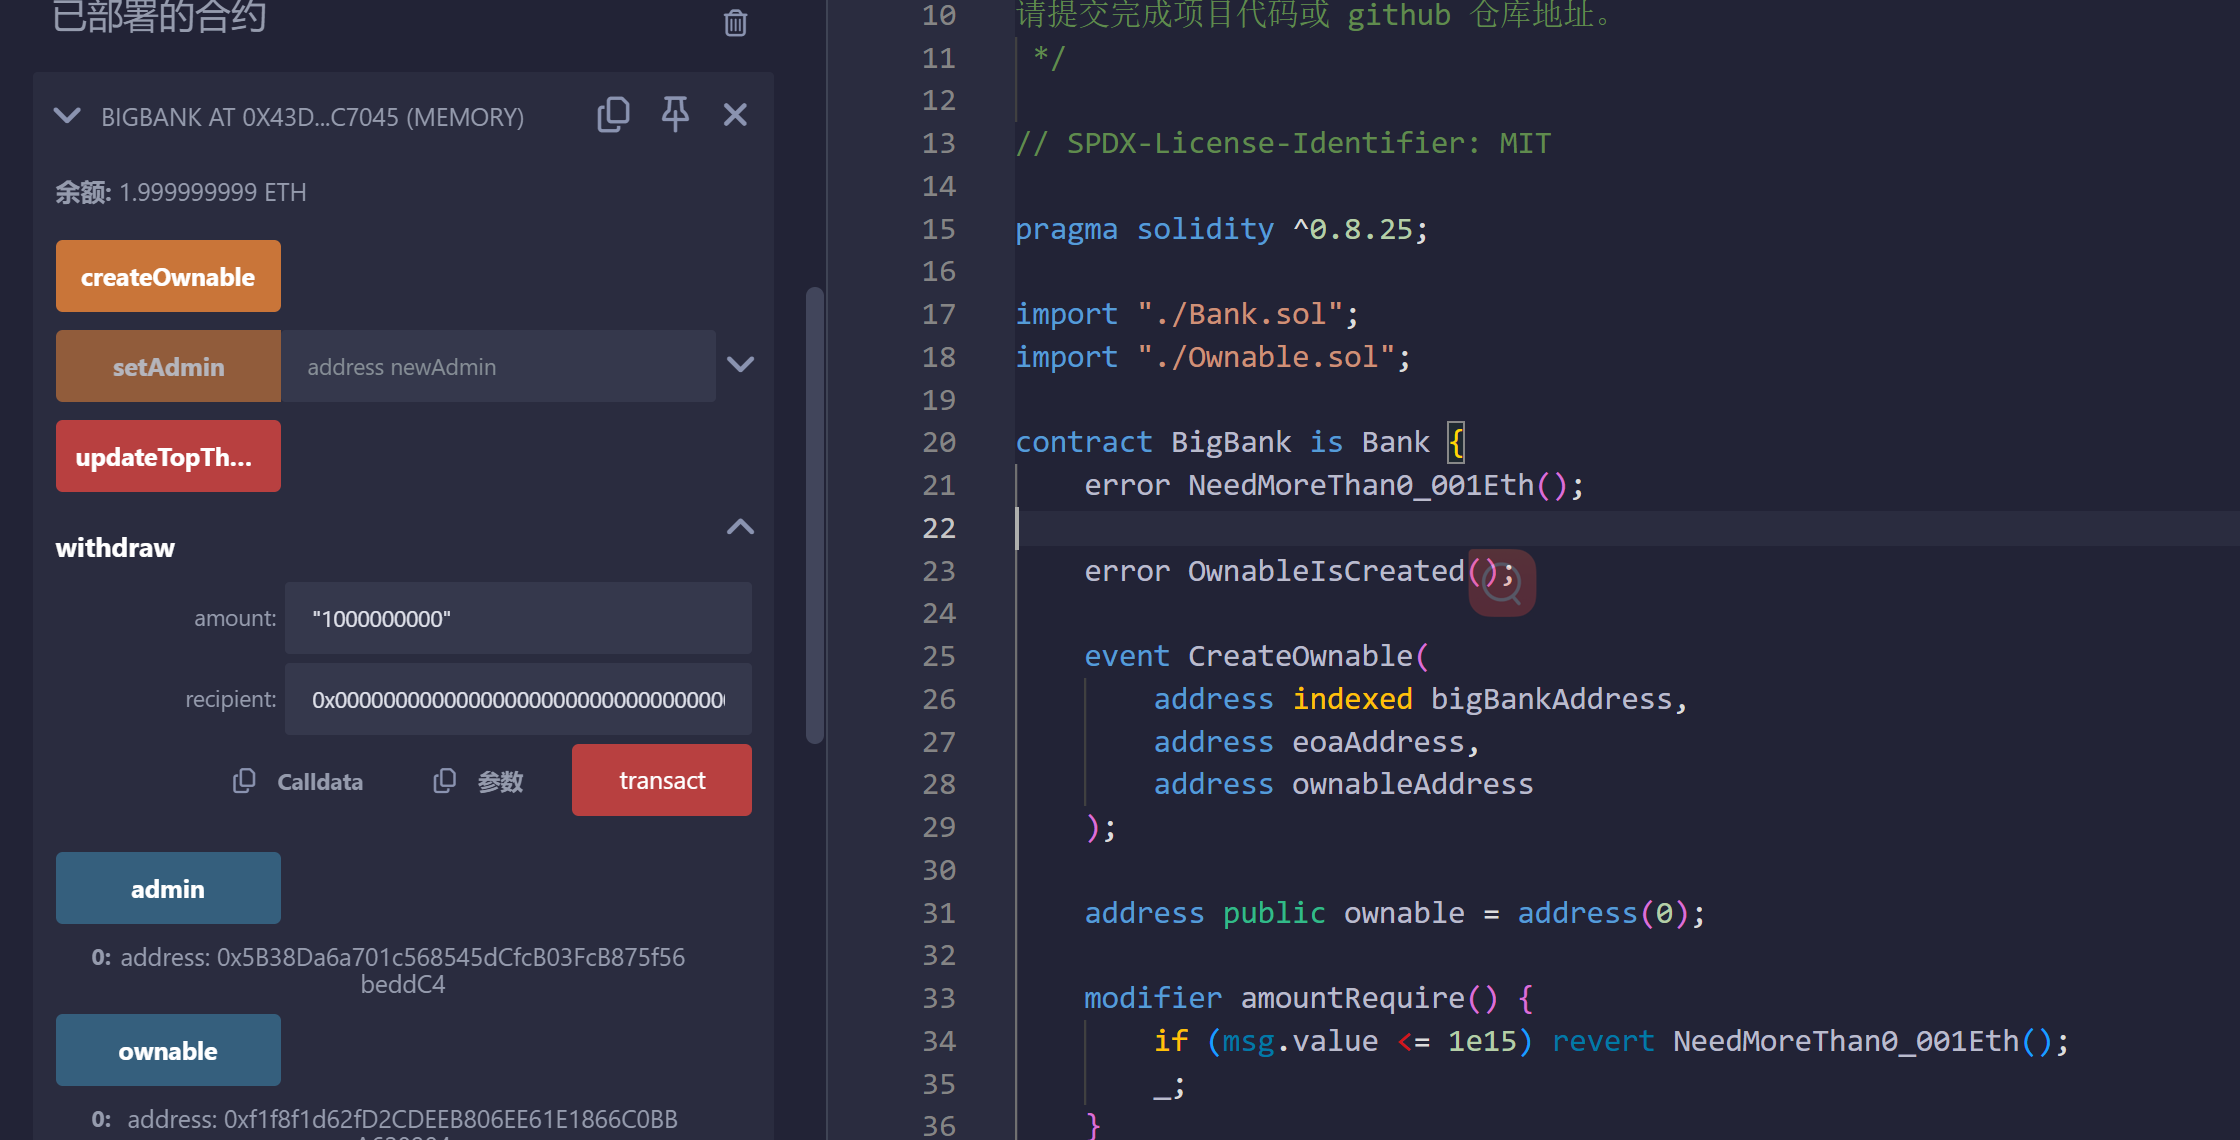 已部署的合约
BIGBANK AT 0X43D...C7045 (MEMORY)
余额: 1.999999999 ETH
createOwnable
setAdmin address newAdmin
updateTopTh...
withdraw
amount: "1000000000"
recipient:
Calldata 参数 transact
admin
0: address: 0x5B38Da6a701c568545dCfcB03FcB875f56
beddC4
ownable
0: address: 0xf1f8f1d62fD2CDEEB806EE61E1866C0BB
10 请提交完成项目代码或 github 仓库地址。
11 */
12
13 // SPDX-License-Identifier: MIT
14
15 pragma solidity ^0.8.25;
16
17 import "./Bank.sol";
18 import "./Ownable.sol";
19
20 contract BigBank is Bank {
21 error NeedMoreThan0_001Eth();
22
23 error OwnableIsCreated();
24
25 event CreateOwnable(
26 address indexed bigBankAddress,
27 address eoaAddress,
28 address ownableAddress
29 );
30
31 address public ownable = address(0);
32
33 modifier amountRequire() {
34 if (msg.value <= 1e15) revert NeedMoreThan0_001Eth();
35 _;
36 }